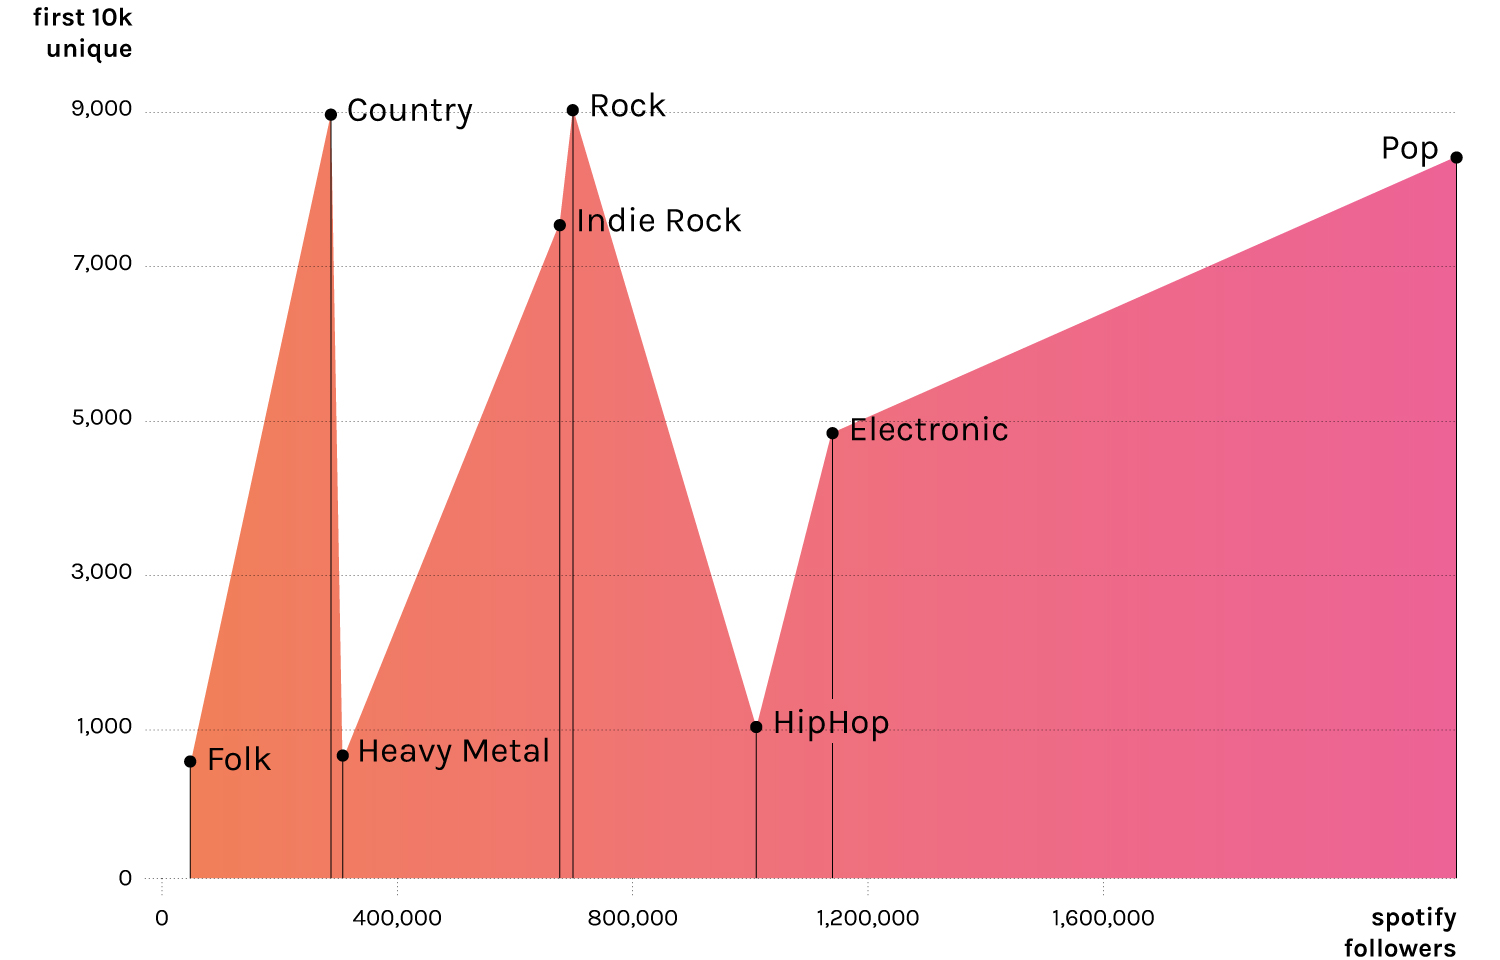 first 10k
unique
9,000
Country
Rock
Pop
Indie Rock
7,000
5,000
Electronic
3,000
1,000
HipHop
Heavy Metal
Folk
0
0
400,000
800,000
1,200,000
1,600,000
spotify
followers